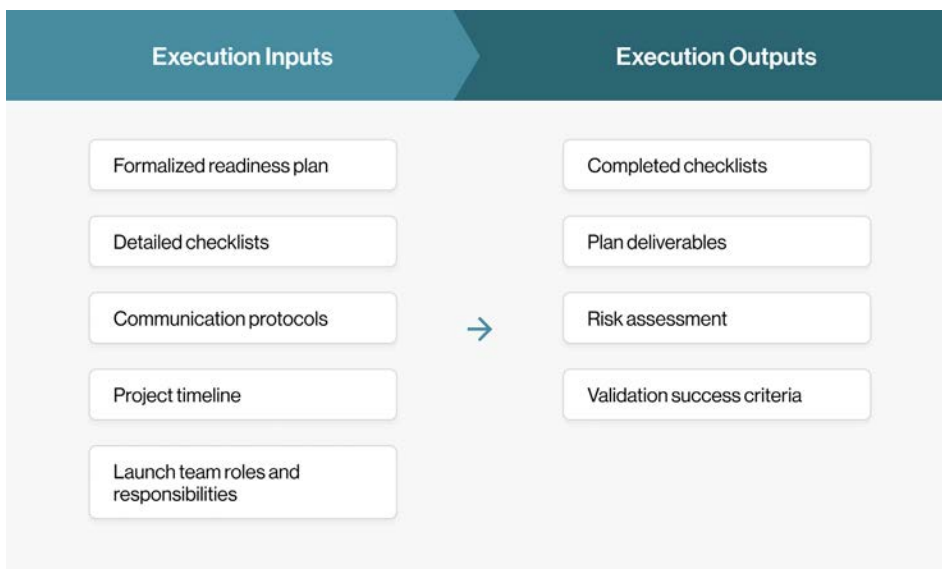 Execution Inputs
Execution Outputs
Formalized readiness plan
Detailed checklists
Communication protocols
Project timeline
Launch team roles and
responsibilities
Completed checklists
Plan deliverables
Risk assessment
Validation success criteria